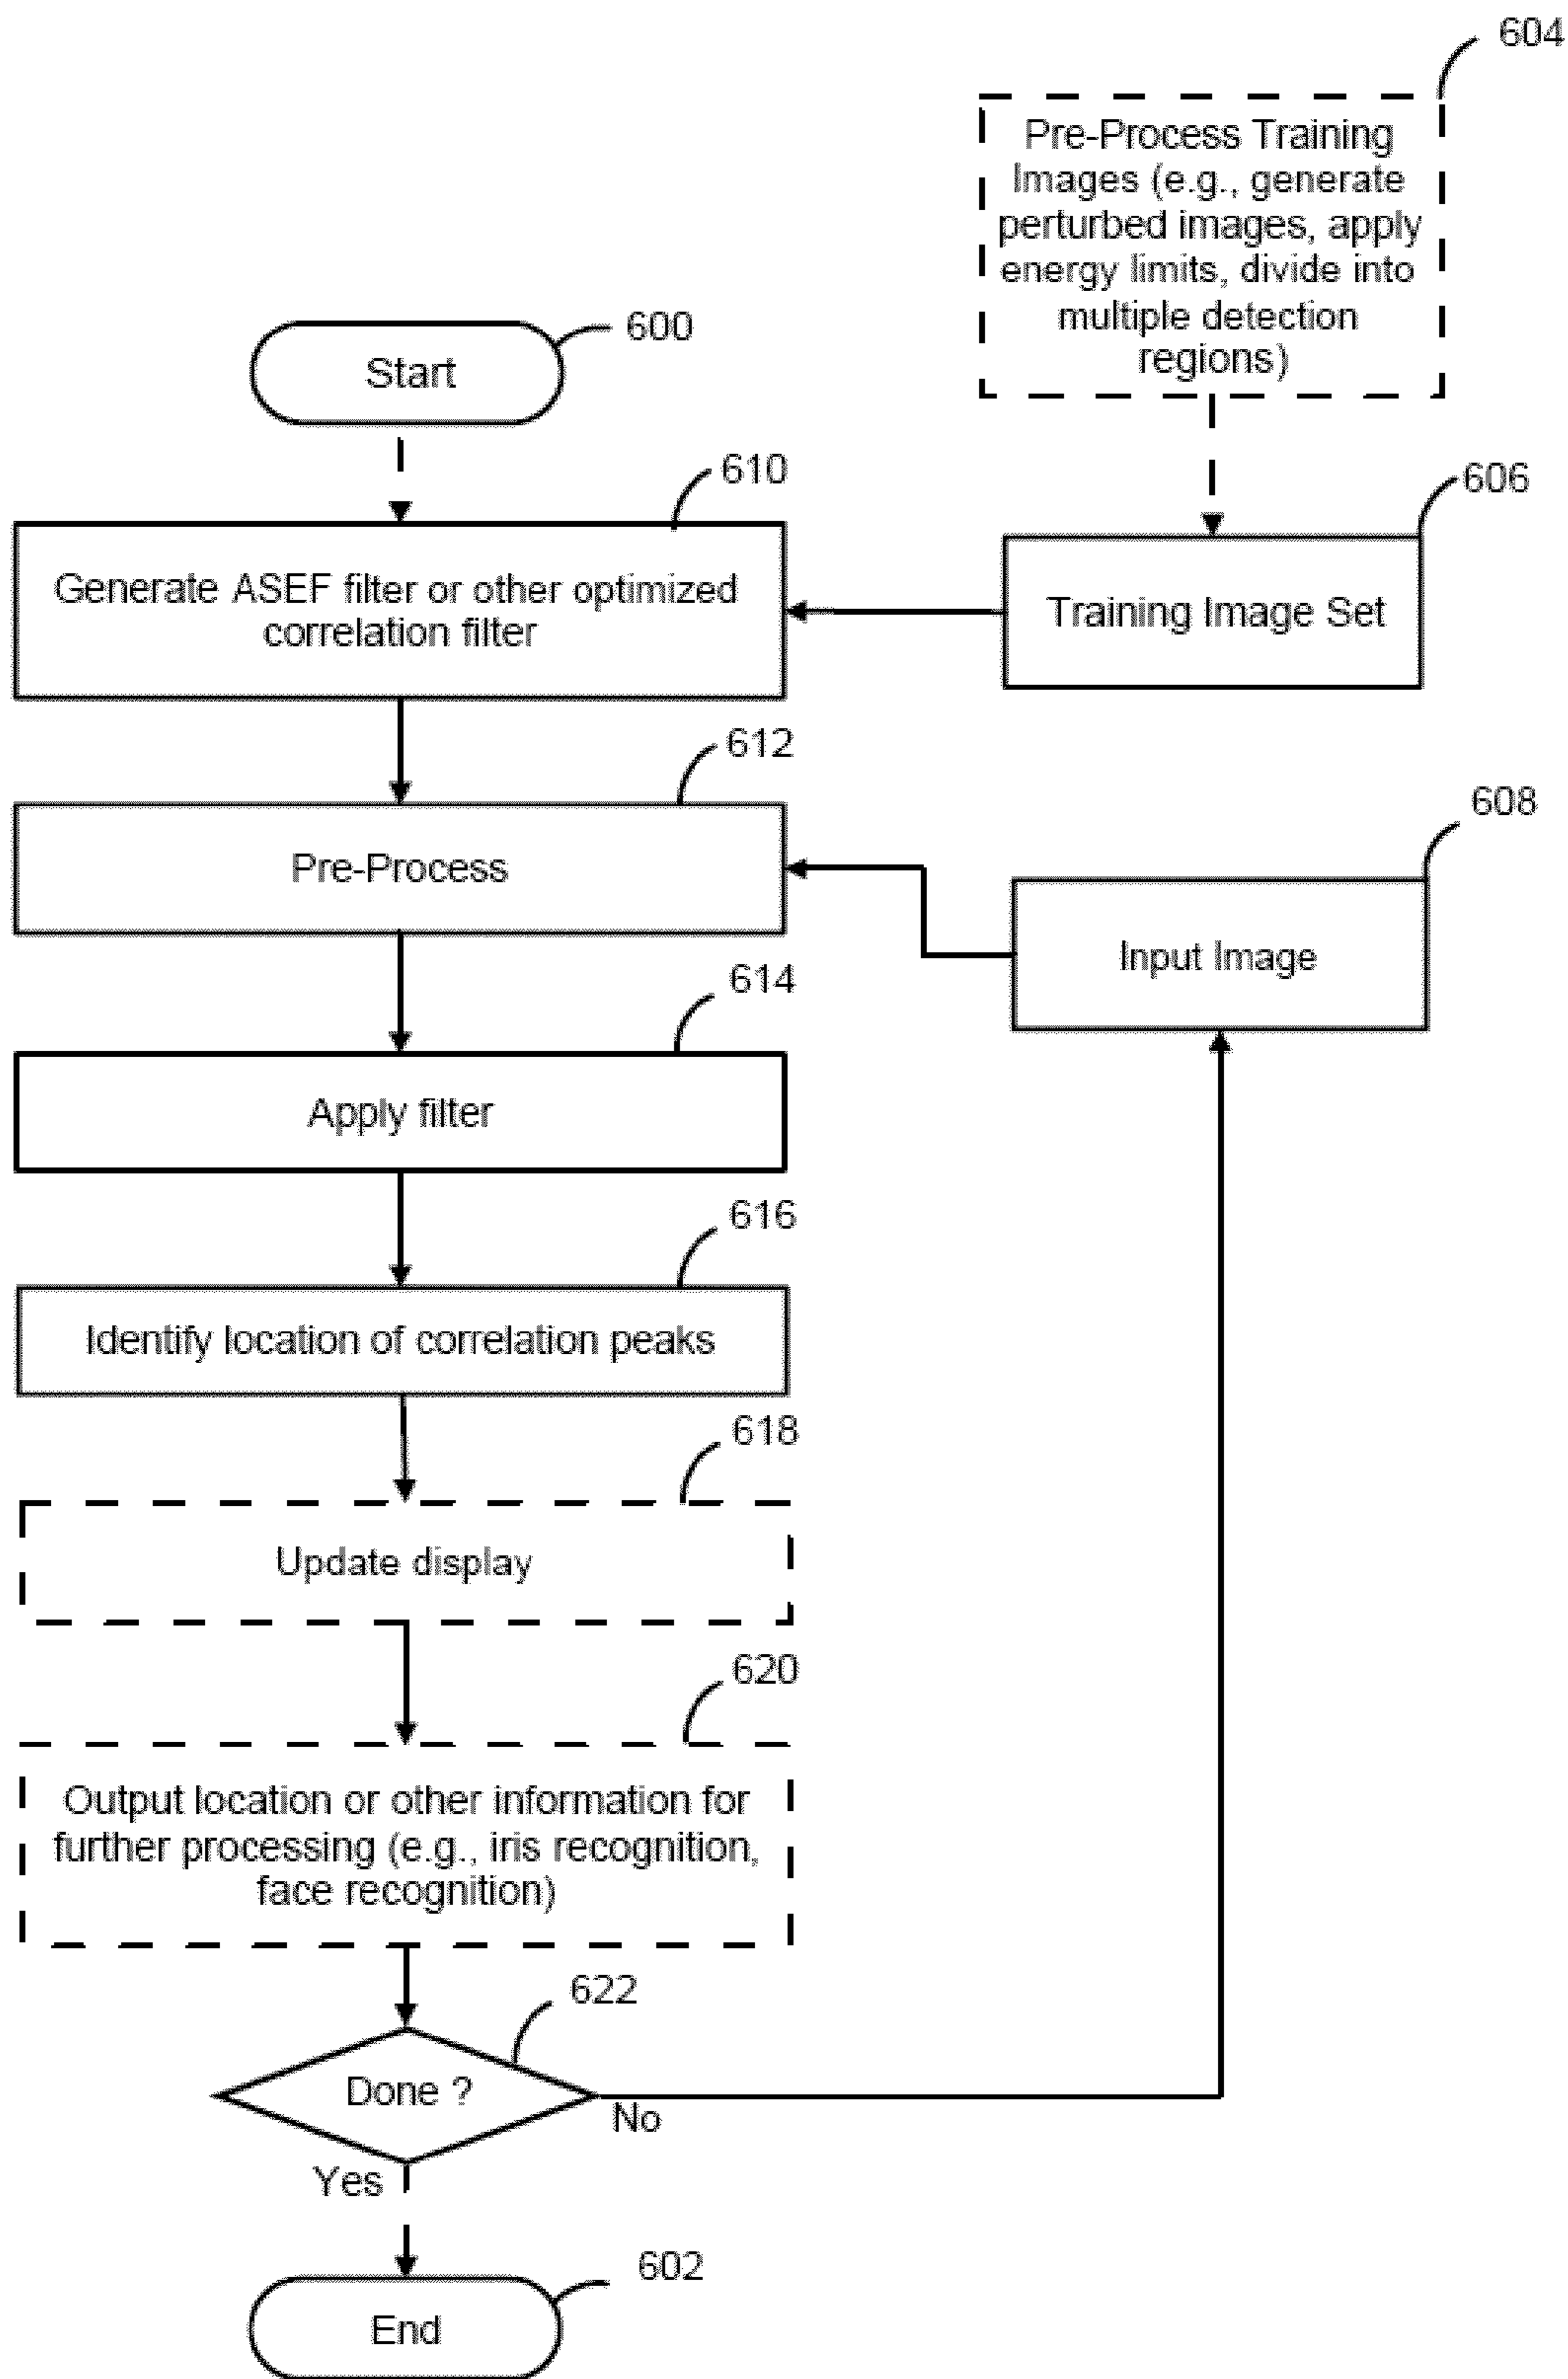 604
Pre-Process Training
Images (e.g., generate
perturbed images, apply
energy limits, divide into
multiple detection
regions)
600
Start
610
606
Generate ASEF filter or other optimized
correlation filter
Training Image Set
612
608
Pre-Process
Input Image
614
Apply filter
616
Identify location of correlation peaks
618
Update display
620
Output location or other information for
further processing (e.g., iris recognition,
face recognition)
622
Done ?
No
Yes
602
End